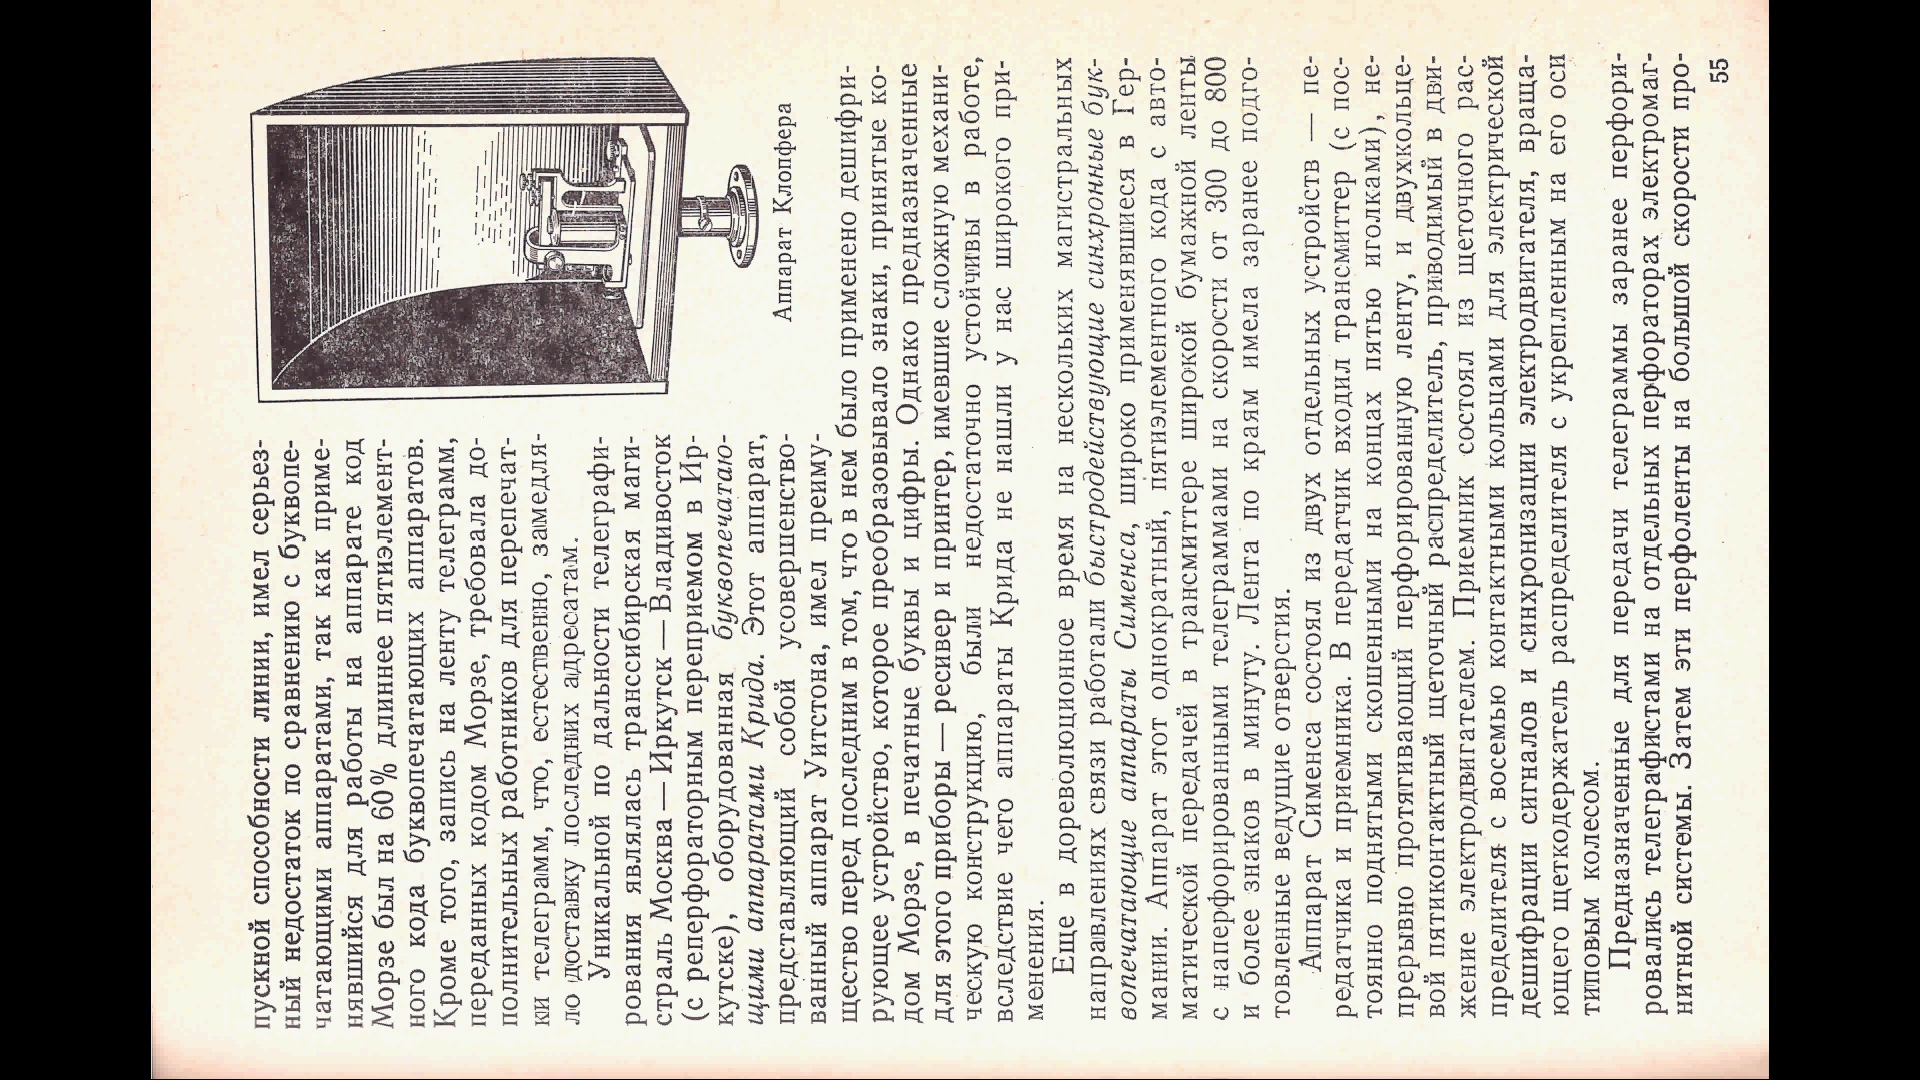 пускной способности линии, имел серьез-
ный недостаток по сравнению с буквопе-
чатающими аппаратами, так как приме-
нявшийся для работы на аппарате код
Морзе был на 60% длиннее пятиэлемент-
ного кода буквопечатающих аппаратов.
Кроме того, запись на ленту телеграмм,
переданных кодом Морзе, требовала до-
полнительных работников для перепечат-
ки телеграмм, что, естественно, замедля-
ло доставку последних адресатам.
Уникальной по дальности телеграфи-
рования являлась транссибирская маги-
страль Москва — Иркутск — Владивосток
(с реперфораторным переприемом в Ир-
кутске), оборудованная буквопечатаю-
щими аппаратами Крида. Этот аппарат,
представляющий собой усовершенство-
ванный аппарат Уитстона, имел преиму-
Аппарат Клопфера
щество перед последним в том, что в нем было применено дешифри-
рующее устройство, которое преобразовывало знаки, принятые ко-
дом Морзе, в печатные буквы и цифры. Однако предназначенные
для этого приборы — ресивер и принтер, имевшие сложную механи-
ческую конструкцию, были недостаточно устойчивы в работе,
вследствие чего аппараты Крида не нашли у нас широкого при-
менения.
Еще в дореволюционное время на нескольких магистральных
направлениях связи работали быстродействующие синхронные бук-
вопечатающие аппараты Сименса, широко применявшиеся в Гер-
мании. Аппарат этот однократный, пятиэлементного кода с авто-
матической передачей в трансмиттере широкой бумажной ленты
с наперфорированными телеграммами на скорости от 300 до 800
и более знаков в минуту. Лента по краям имела заранее подго-
товленные ведущие отверстия.
Аппарат Сименса состоял из двух отдельных устройств — пе-
редатчика и приемника. В передатчик входил трансмиттер (с пос-
тоянно поднятыми скошенными на концах пятью иголками), не-
прерывно протягивающий перфорированную ленту, и двухкольце-
вой пятиконтактный щеточный распределитель, приводимый в дви-
жение электродвигателем. Приемник состоял из щеточного рас-
пределителя с восемью контактными кольцами для электрической
дешифрации сигналов и синхронизации электродвигателя, враща-
ющего щеткодержатель распределителя с укрепленным на его оси
типовым колесом.
Предназначенные для передачи телеграммы заранее перфори-
ровались телеграфистами на отдельных перфораторах электромаг-
нитной системы. Затем эти перфоленты на большой скорости про-
55